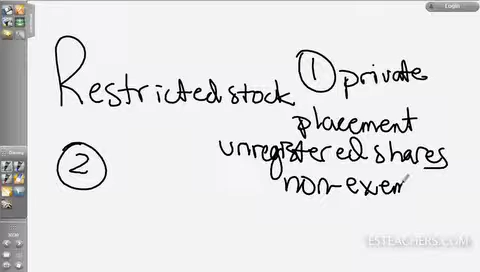 Restricted stock
① private
placement
unregistered shares
non-exem
②
Login
ESTEACHERS.COM